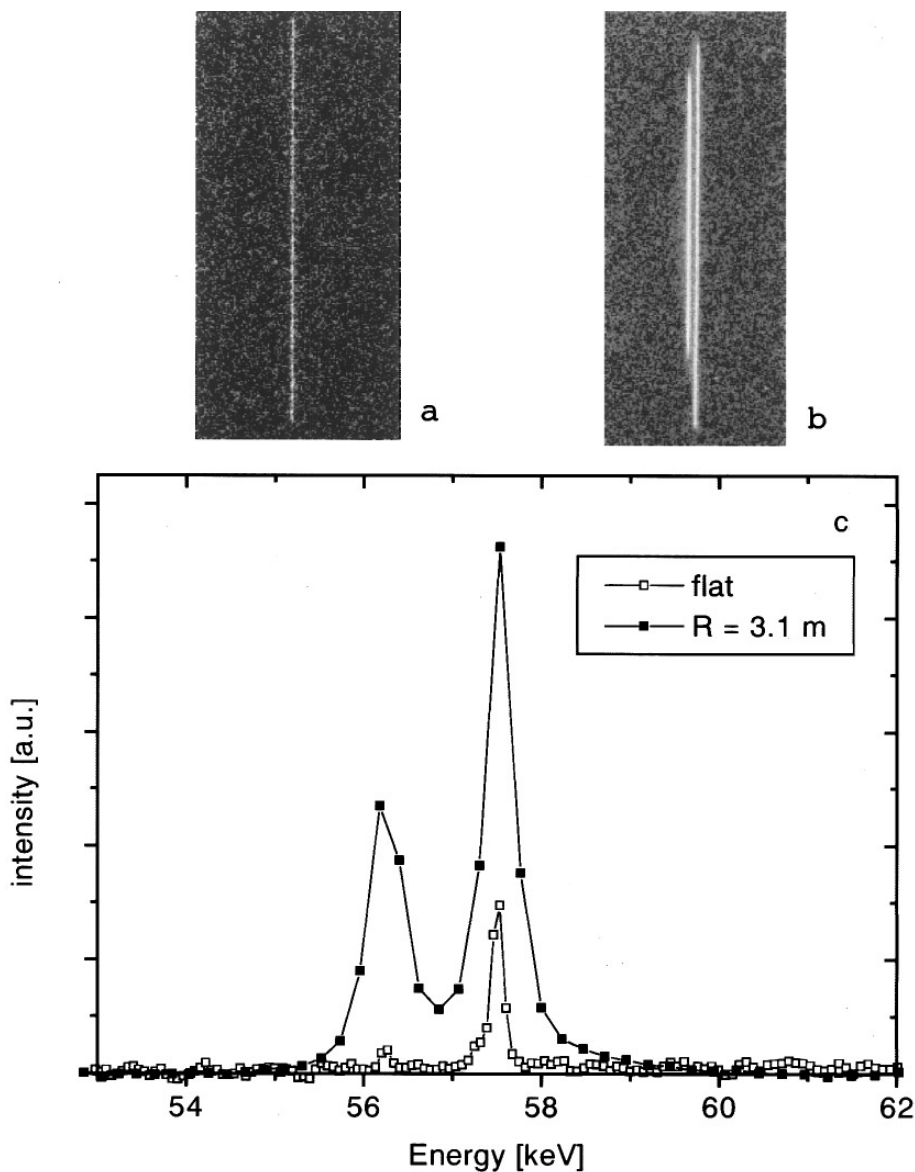 a
b
c
flat
R = 3.1 m
intensity [a.u.]
54
56
58
60
62
Energy [keV]